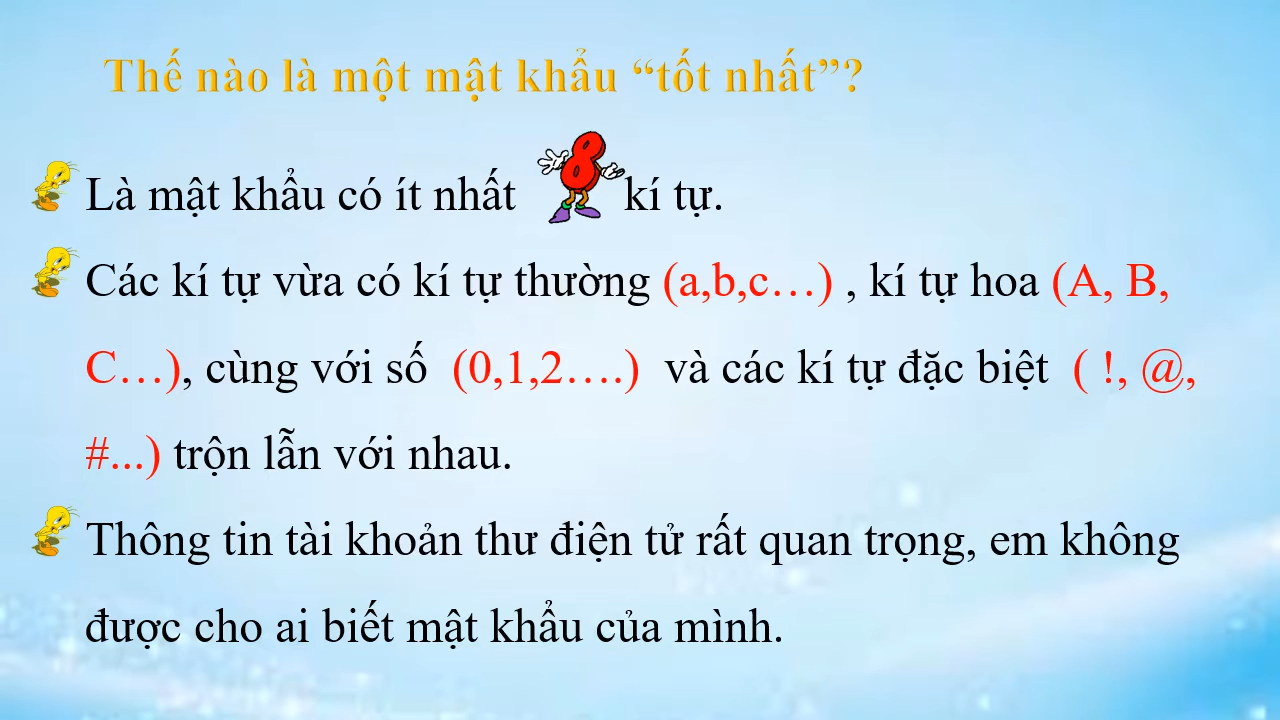 Thế nào là một mật khẩu “tốt nhất”?
Là mật khẩu có ít nhất 8 kí tự.
Các kí tự vừa có kí tự thường (a,b,c…) , kí tự hoa (A, B,
C…), cùng với số (0,1,2….) và các kí tự đặc biệt ( !, @,
#...) trộn lẫn với nhau.
Thông tin tài khoản thư điện tử rất quan trọng, em không
được cho ai biết mật khẩu của mình.